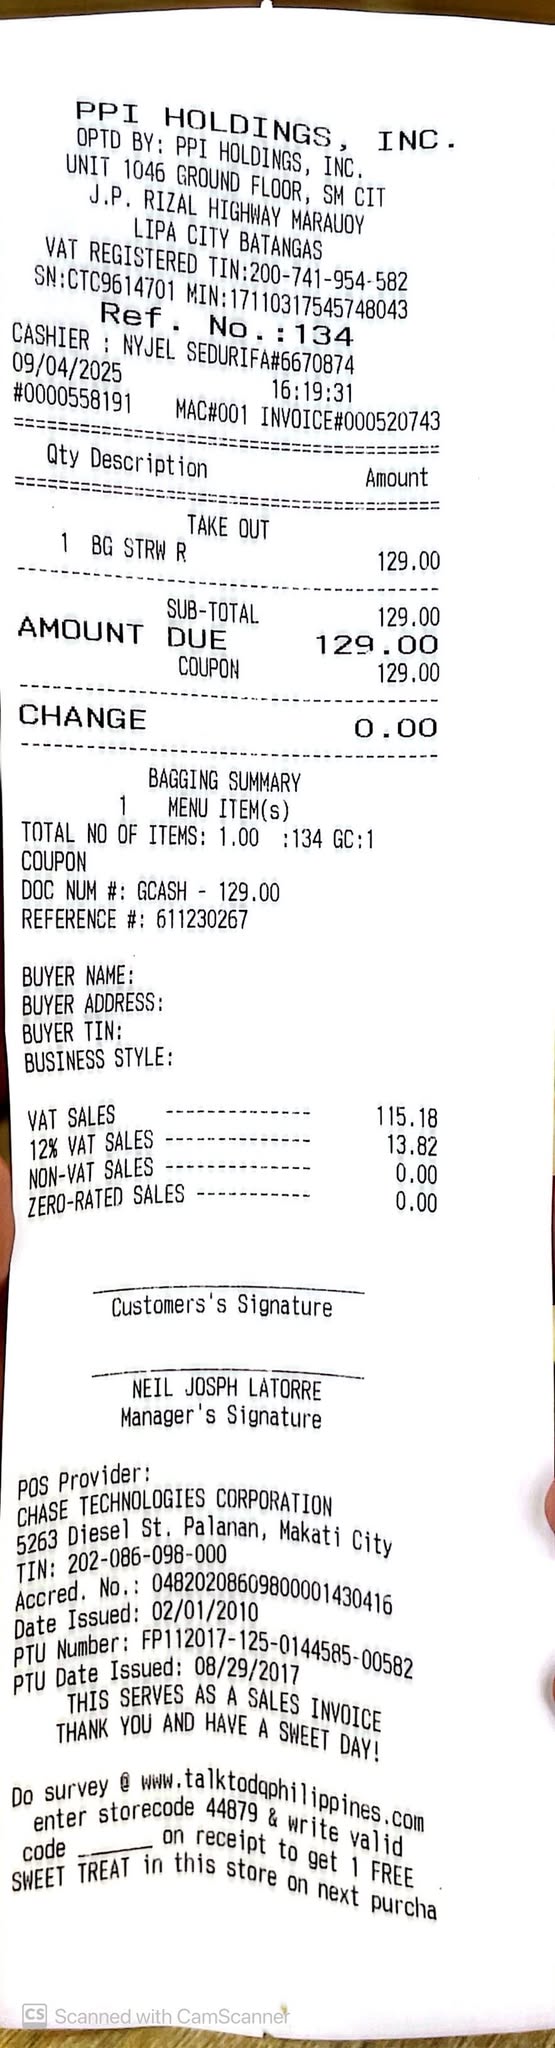 PPI HOLDINGS, INC.
OPTD BY: PPI HOLDINGS, INC.
UNIT 1046 GROUND FLOOR, SM CIT
J.P. RIZAL HIGHWAY MARAUOY
LIPA CITY BATANGAS
VAT REGISTERED TIN:200-741-954-582
SN:CTC9614701 MIN:17110317545748043
Ref. No.:134
CASHIER : NYJEL SEDURIFA#6670874
09/04/2025 16:19:31
#0000558191 MAC#001 INVOICE#000520743
Qty Description Amount
TAKE OUT
1 BG STRW R 129.00
SUB-TOTAL 129.00
AMOUNT DUE 129.00
COUPON 129.00
CHANGE 0.00
BAGGING SUMMARY
1 MENU ITEM(s)
TOTAL NO OF ITEMS: 1.00 :134 GC:1
COUPON
DOC NUM #: GCASH - 129.00
REFERENCE #: 611230267
BUYER NAME:
BUYER ADDRESS:
BUYER TIN:
BUSINESS STYLE:
VAT SALES -------------- 115.18
12% VAT SALES -------------- 13.82
NON-VAT SALES -------------- 0.00
ZERO-RATED SALES ----------- 0.00
Customers's Signature
NEIL JOSPH LATORRE
Manager's Signature
POS Provider:
CHASE TECHNOLOGIES CORPORATION
5263 Diesel St. Palanan, Makati City
TIN: 202-086-098-000
Accred. No.: 04820208609800001430416
Date Issued: 02/01/2010
PTU Number: FP112017-125-0144585-00582
PTU Date Issued: 08/29/2017
THIS SERVES AS A SALES INVOICE
THANK YOU AND HAVE A SWEET DAY!
Do survey @ www.talktodqphilippines.com
enter storecode 44879 & write valid
code ______ on receipt to get 1 FREE
SWEET TREAT in this store on next purcha
CS Scanned with CamScanner